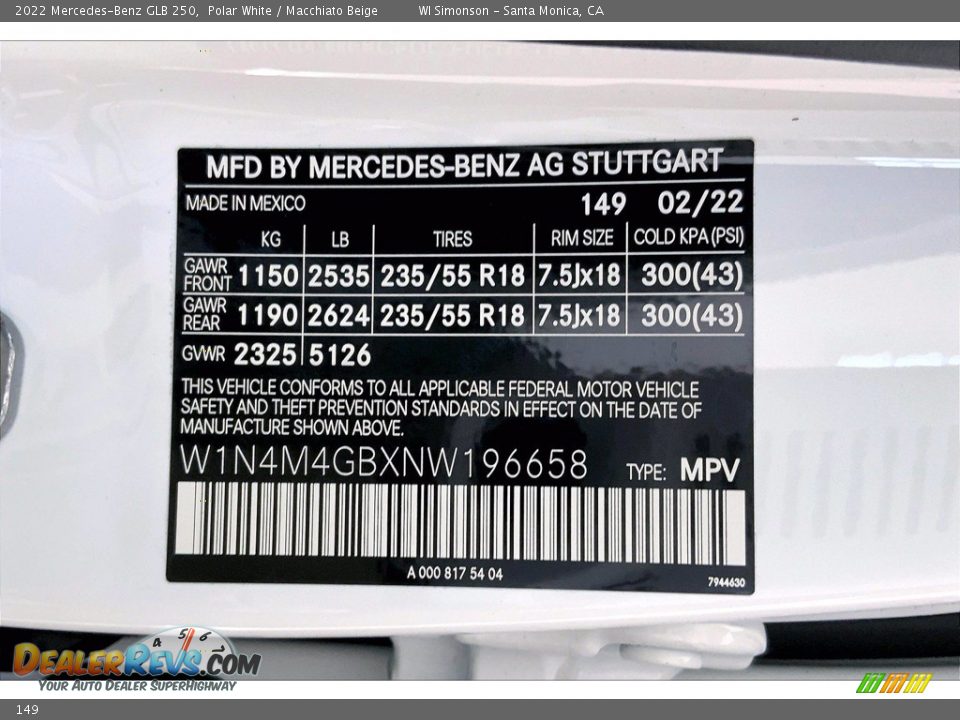 2022 Mercedes-Benz GLB 250, Polar White / Macchiato Beige WI Simonson - Santa Monica, CA
MFD BY MERCEDES-BENZ AG STUTTGART
MADE IN MEXICO 149 02/22
KG LB TIRES RIM SIZE COLD KPA(PSI)
GAWR FRONT 1150 2535 235/55 R18 7.5Jx18 300(43)
GAWR REAR 1190 2624 235/55 R18 7.5Jx18 300(43)
GVWR 2325 5126
THIS VEHICLE CONFORMS TO ALL APPLICABLE FEDERAL MOTOR VEHICLE
SAFETY AND THEFT PREVENTION STANDARDS IN EFFECT ON THE DATE OF
MANUFACTURE SHOWN ABOVE.
W1N4M4GBXNW196658 TYPE: MPV
A 000 817 54 04
7944630
4 5 6
DEALERREVS.COM
YOUR AUTO DEALER SUPERHIGHWAY
149